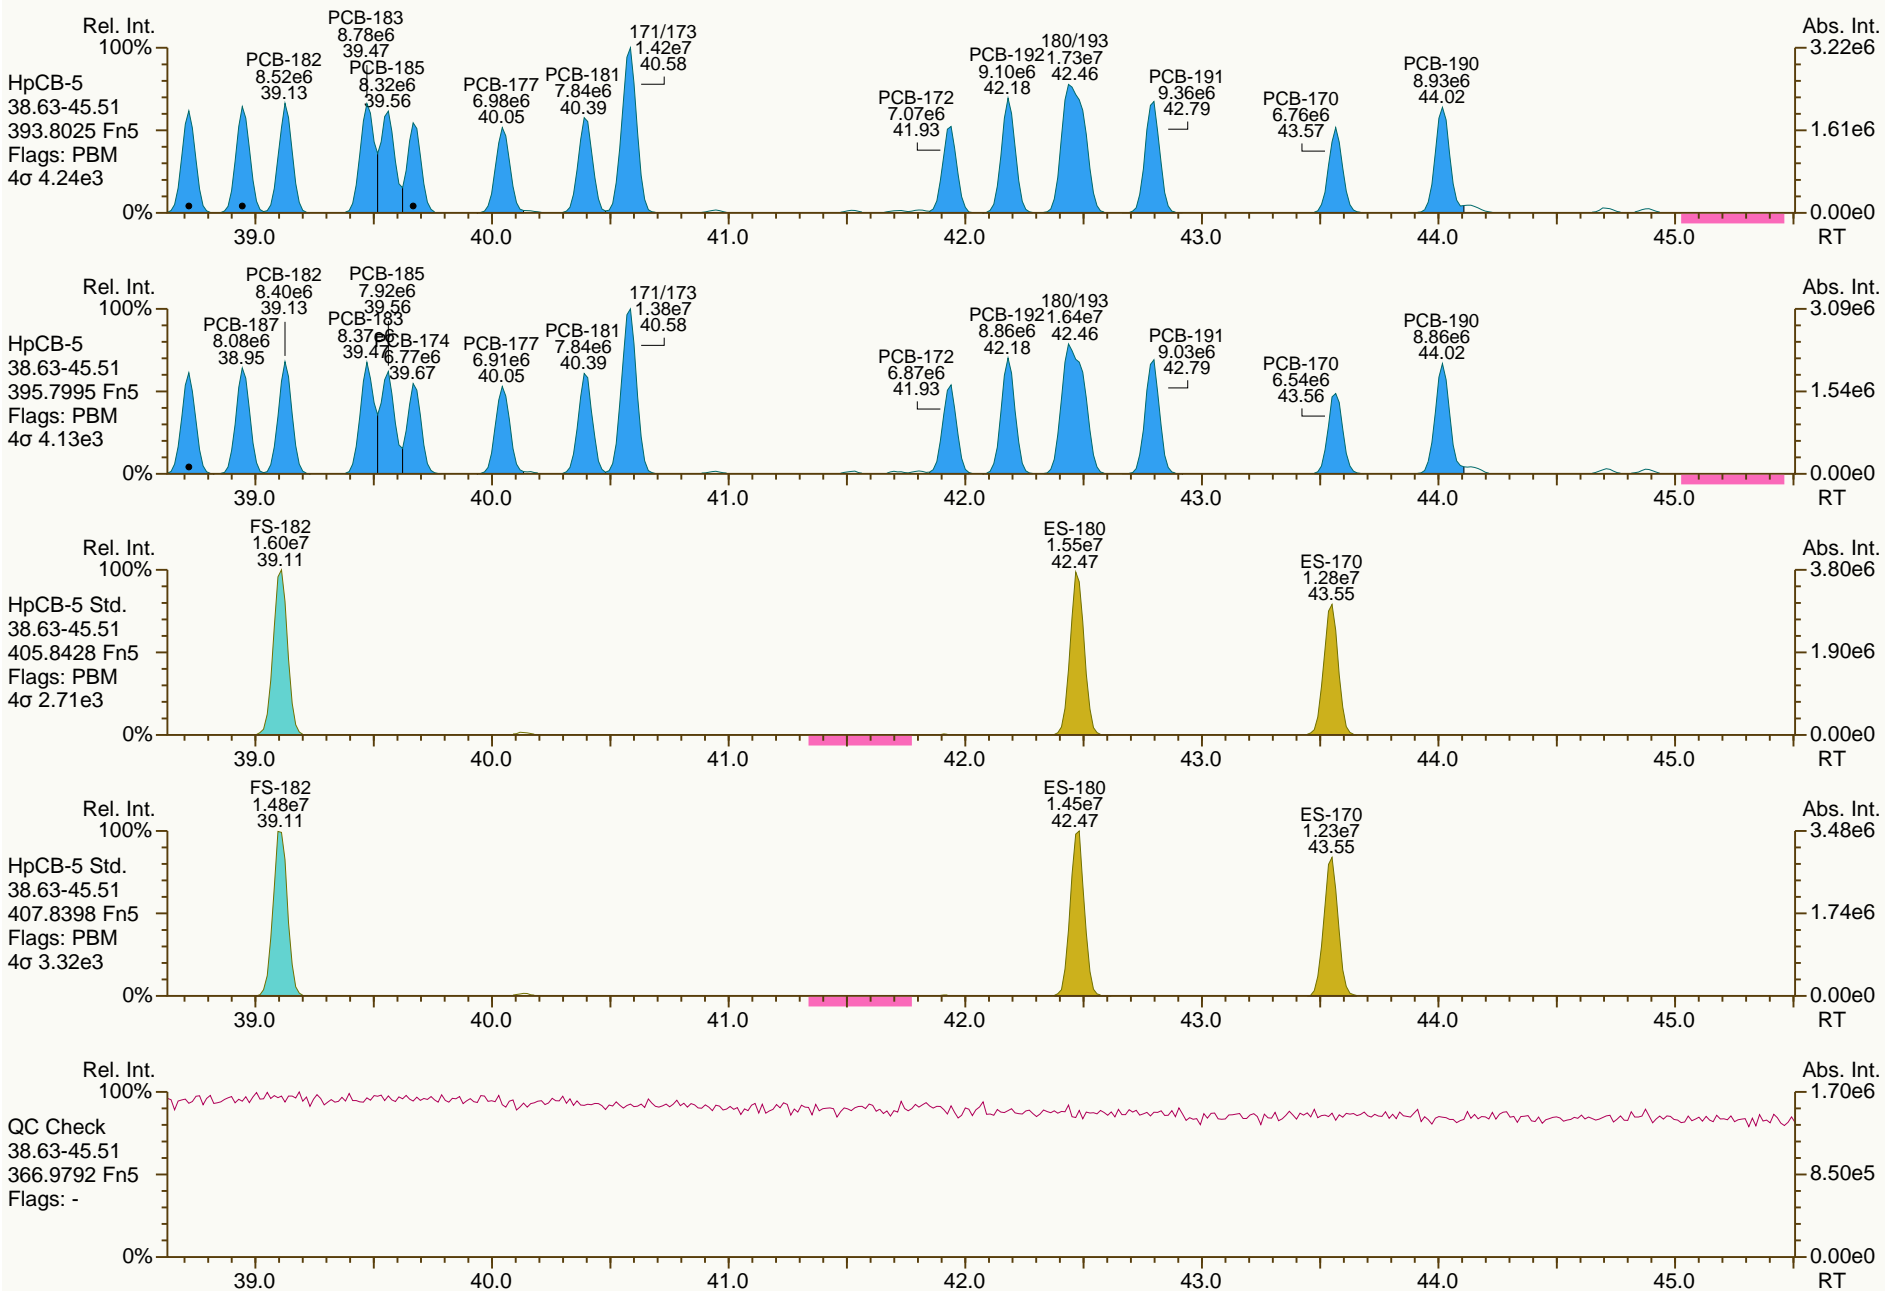 Rel. Int.
100%
50%
0%
HpCB-5
38.63-45.51
393.8025 Fn5
Flags: PBM
4σ 4.24e3
PCB-182
8.52e6
39.13
PCB-183
8.78e6
39.47
PCB-185
8.32e6
39.56
PCB-177
6.98e6
40.05
PCB-181
7.84e6
40.39
171/173
1.42e7
40.58
PCB-172
7.07e6
41.93
PCB-192
9.10e6
42.18
180/193
1.73e7
42.46
PCB-191
9.36e6
42.79
PCB-170
6.76e6
43.57
PCB-190
8.93e6
44.02
Abs. Int.
3.22e6
1.61e6
0.00e0
39.0 40.0 41.0 42.0 43.0 44.0 45.0 RT
Rel. Int.
100%
50%
0%
HpCB-5
38.63-45.51
395.7995 Fn5
Flags: PBM
4σ 4.13e3
PCB-187
8.08e6
38.95
PCB-182
8.40e6
39.13
PCB-183
8.37e6
39.47
PCB-185
7.92e6
39.56
PCB-174
6.77e6
39.67
PCB-177
6.91e6
40.05
PCB-181
7.84e6
40.39
171/173
1.38e7
40.58
PCB-172
6.87e6
41.93
PCB-192
8.86e6
42.18
180/193
1.64e7
42.46
PCB-191
9.03e6
42.79
PCB-170
6.54e6
43.56
PCB-190
8.86e6
44.02
Abs. Int.
3.09e6
1.54e6
0.00e0
39.0 40.0 41.0 42.0 43.0 44.0 45.0 RT
Rel. Int.
100%
50%
0%
HpCB-5 Std.
38.63-45.51
405.8428 Fn5
Flags: PBM
4σ 2.71e3
FS-182
1.60e7
39.11
ES-180
1.55e7
42.47
ES-170
1.28e7
43.55
Abs. Int.
3.80e6
1.90e6
0.00e0
39.0 40.0 41.0 42.0 43.0 44.0 45.0 RT
Rel. Int.
100%
50%
0%
HpCB-5 Std.
38.63-45.51
407.8398 Fn5
Flags: PBM
4σ 3.32e3
FS-182
1.48e7
39.11
ES-180
1.45e7
42.47
ES-170
1.23e7
43.55
Abs. Int.
3.48e6
1.74e6
0.00e0
39.0 40.0 41.0 42.0 43.0 44.0 45.0 RT
Rel. Int.
100%
50%
0%
QC Check
38.63-45.51
366.9792 Fn5
Flags: -
Abs. Int.
1.70e6
8.50e5
0.00e0
39.0 40.0 41.0 42.0 43.0 44.0 45.0 RT